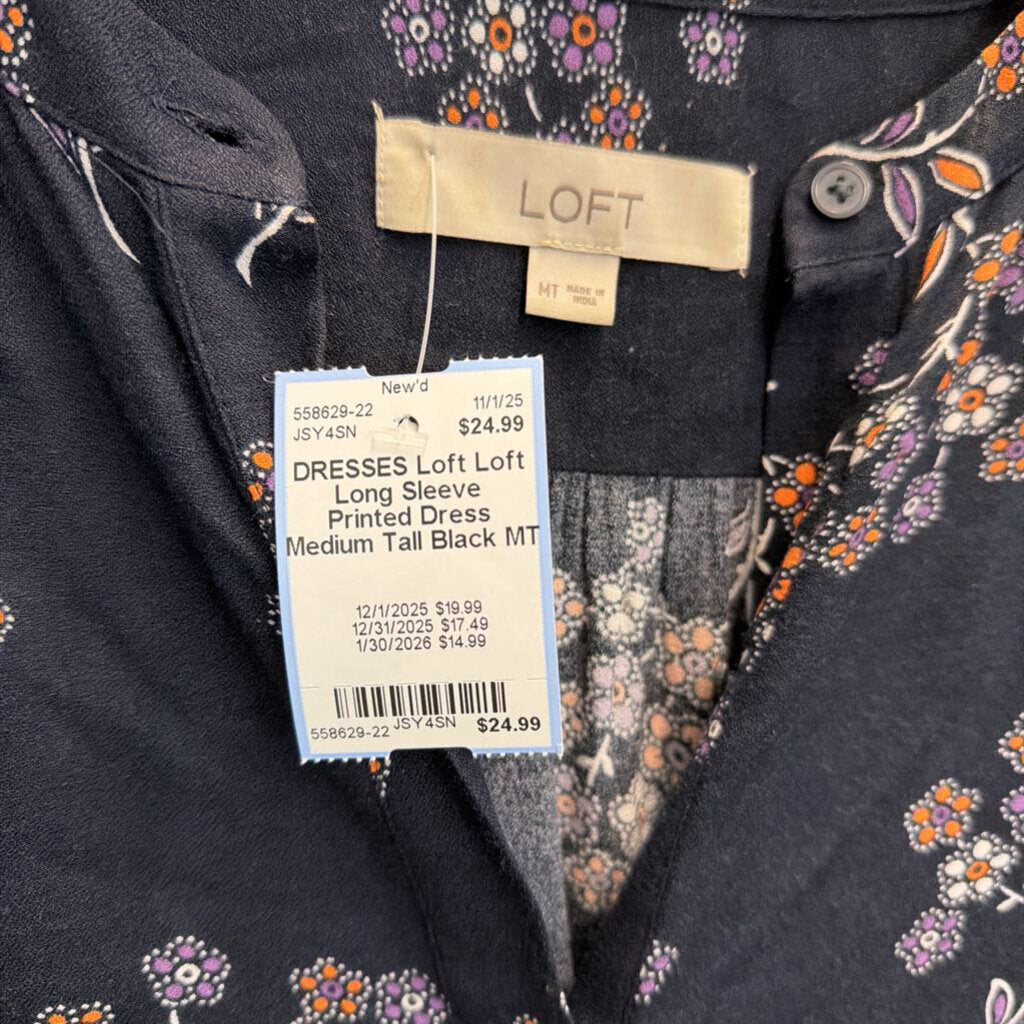 LOFT
MT MADE IN
INDIA
New'd
558629-22 11/1/25
JSY4SN $24.99
DRESSES Loft Loft
Long Sleeve
Printed Dress
Medium Tall Black MT
12/1/2025 $19.99
12/31/2025 $17.49
1/30/2026 $14.99
558629-22 JSY4SN $24.99